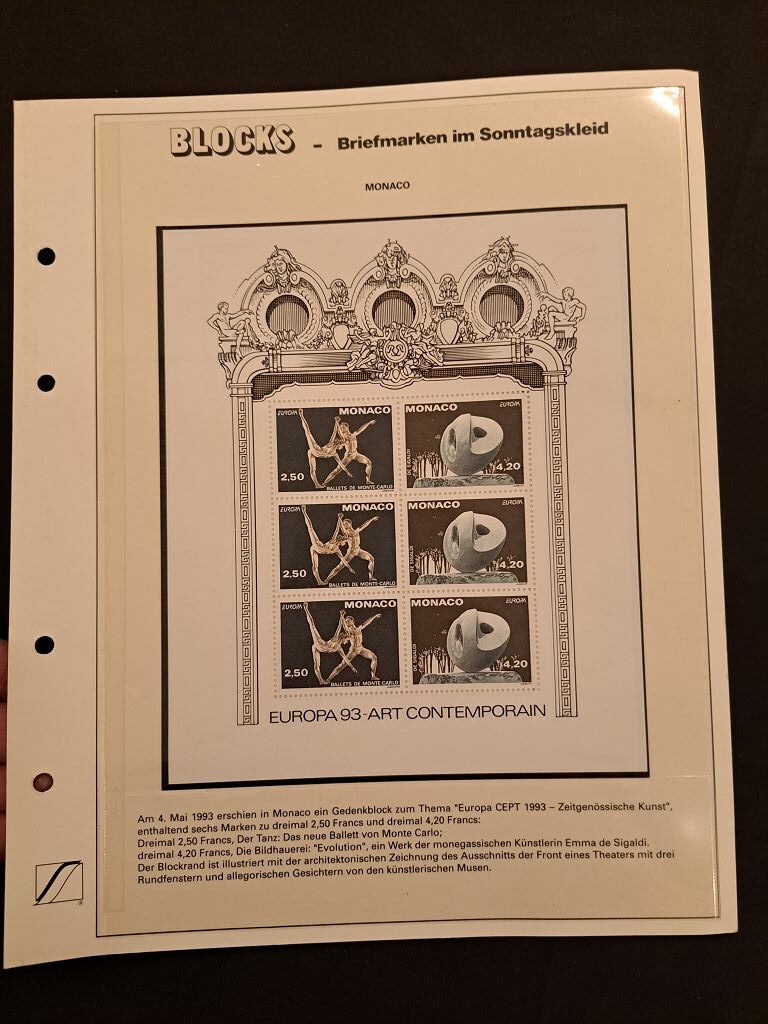 BLOCKS - Briefmarken im Sonntagskleid
MONACO
EUROPA MONACO
2,50
BALLETS DE MONTE-CARLO
MONACO EUROPA
DE SIGALDI
4,20
EUROPA MONACO
2,50
BALLETS DE MONTE-CARLO
MONACO EUROPA
DE SIGALDI
4,20
EUROPA MONACO
2,50
BALLETS DE MONTE-CARLO
MONACO EUROPA
DE SIGALDI
4,20
EUROPA 93-ART CONTEMPORAIN
Am 4. Mai 1993 erschien in Monaco ein Gedenkblock zum Thema "Europa CEPT 1993 – Zeitgenössische Kunst",
enthaltend sechs Marken zu dreimal 2,50 Francs und dreimal 4,20 Francs:
Dreimal 2,50 Francs, Der Tanz: Das neue Ballett von Monte Carlo;
dreimal 4,20 Francs, Die Bildhauerei: "Evolution", ein Werk der monegassischen Künstlerin Emma de Sigaldi.
Der Blockrand ist illustriert mit der architektonischen Zeichnung des Ausschnitts der Front eines Theaters mit drei
Rundfenstern und allegorischen Gesichtern von den künstlerischen Musen.